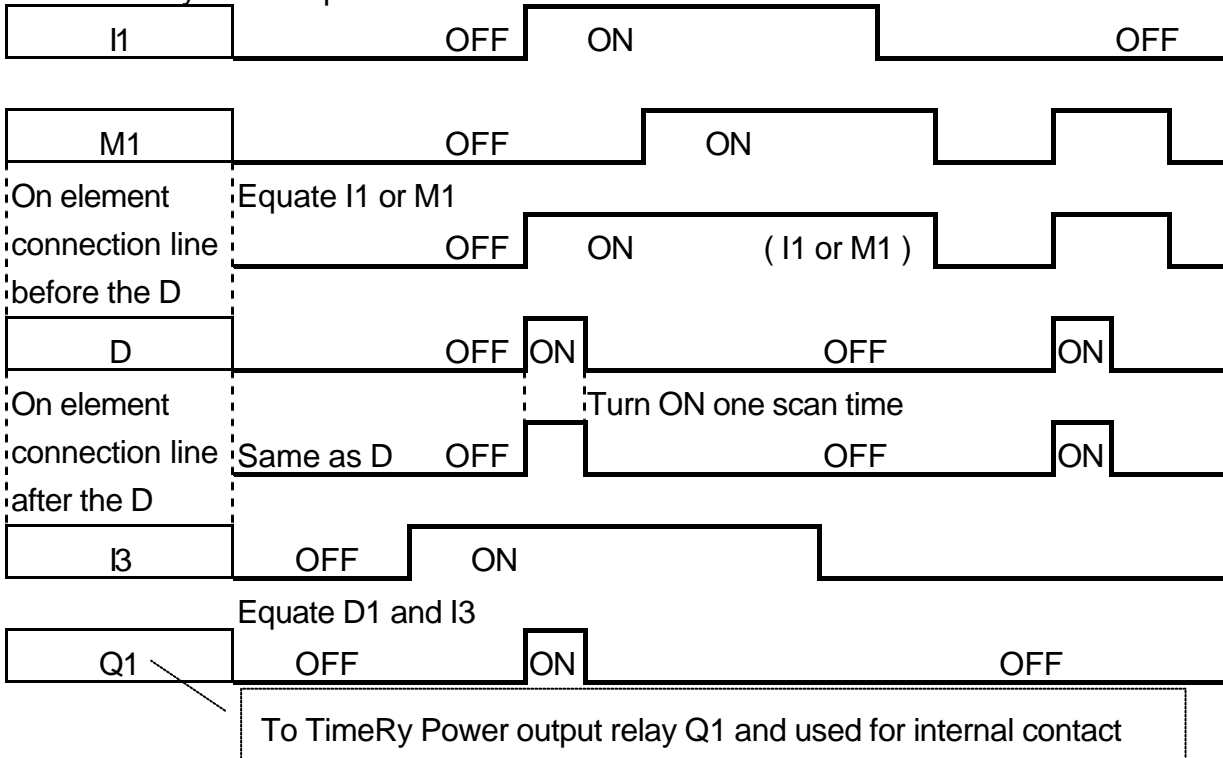 I1 OFF ON OFF
M1 OFF ON
On element Equate I1 or M1
connection line OFF ON ( I1 or M1 )
before the D
D OFF ON OFF ON
On element Turn ON one scan time
connection line Same as D OFF OFF ON
after the D
I3 OFF ON
Equate D1 and I3
Q1 OFF ON OFF
To TimeRy Power output relay Q1 and used for internal contact